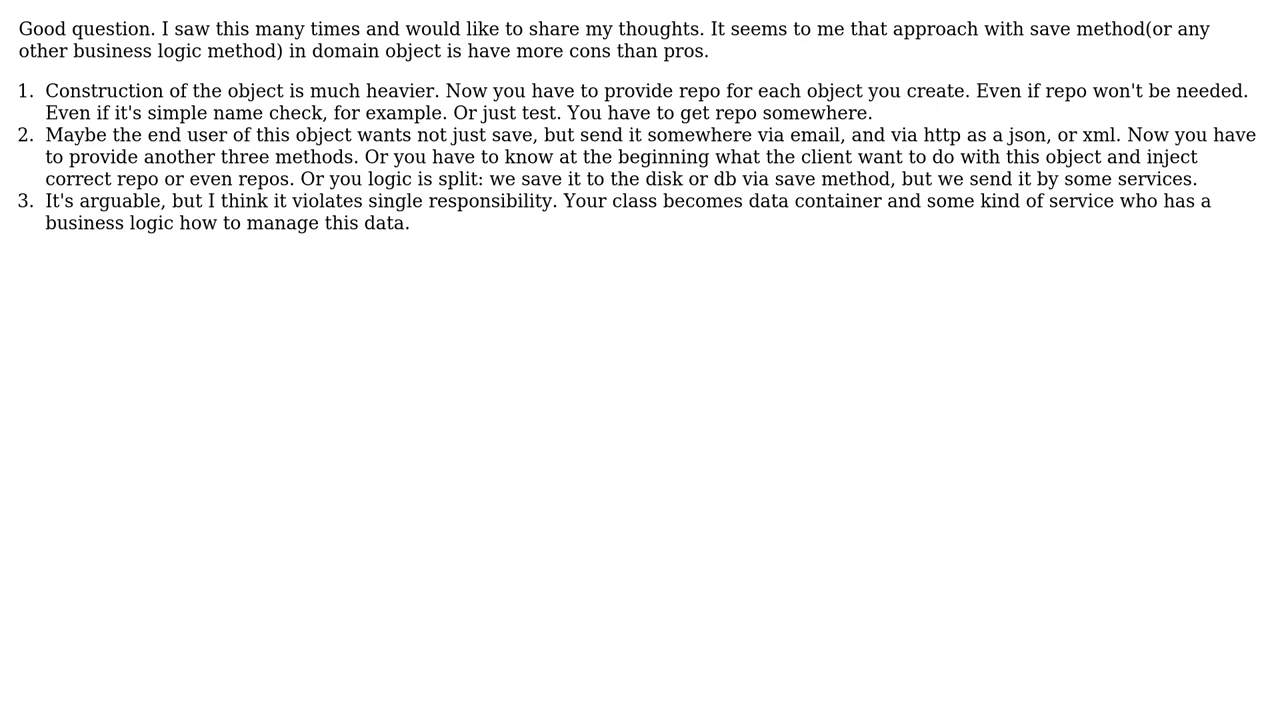 Good question. I saw this many times and would like to share my thoughts. It seems to me that approach with save method(or any
other business logic method) in domain object is have more cons than pros.
1. Construction of the object is much heavier. Now you have to provide repo for each object you create. Even if repo won't be needed.
Even if it's simple name check, for example. Or just test. You have to get repo somewhere.
2. Maybe the end user of this object wants not just save, but send it somewhere via email, and via http as a json, or xml. Now you have
to provide another three methods. Or you have to know at the beginning what the client want to do with this object and inject
correct repo or even repos. Or you logic is split: we save it to the disk or db via save method, but we send it by some services.
3. It's arguable, but I think it violates single responsibility. Your class becomes data container and some kind of service who has a
business logic how to manage this data.